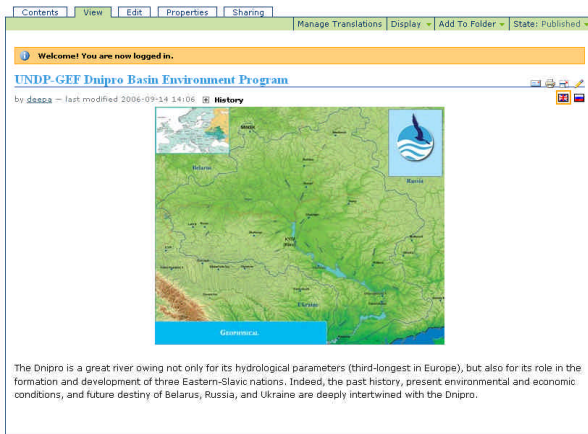 Contents View Edit Properties Sharing
Manage Translations Display Add To Folder State: Published
Welcome! You are now logged in.
UNDP-GEF Dnipro Basin Environment Program
by deepa — last modified 2006-09-14 14:06 History
MINSK
Belarus
Russia
KYIV
Ukraine
GEOPHYSICAL
The Dnipro is a great river owing not only for its hydrological parameters (third-longest in Europe), but also for its role in the
formation and development of three Eastern-Slavic nations. Indeed, the past history, present environmental and economic
conditions, and future destiny of Belarus, Russia, and Ukraine are deeply intertwined with the Dnipro.